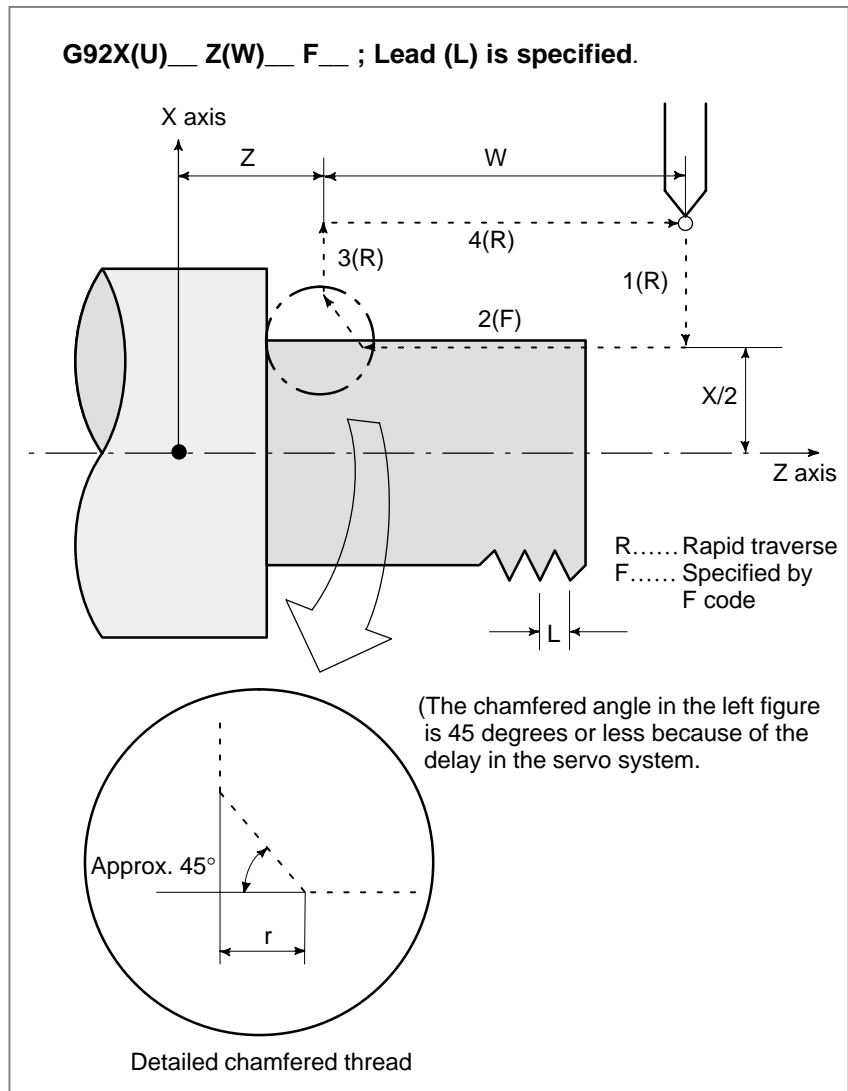 G92X(U)__ Z(W)__ F__ ; Lead (L) is specified.
X axis
Z
W
4(R)
3(R)
1(R)
2(F)
X/2
Z axis
R...... Rapid traverse
F...... Specified by
F code
L
(The chamfered angle in the left figure
is 45 degrees or less because of the
delay in the servo system.
Approx. 45°
r
Detailed chamfered thread